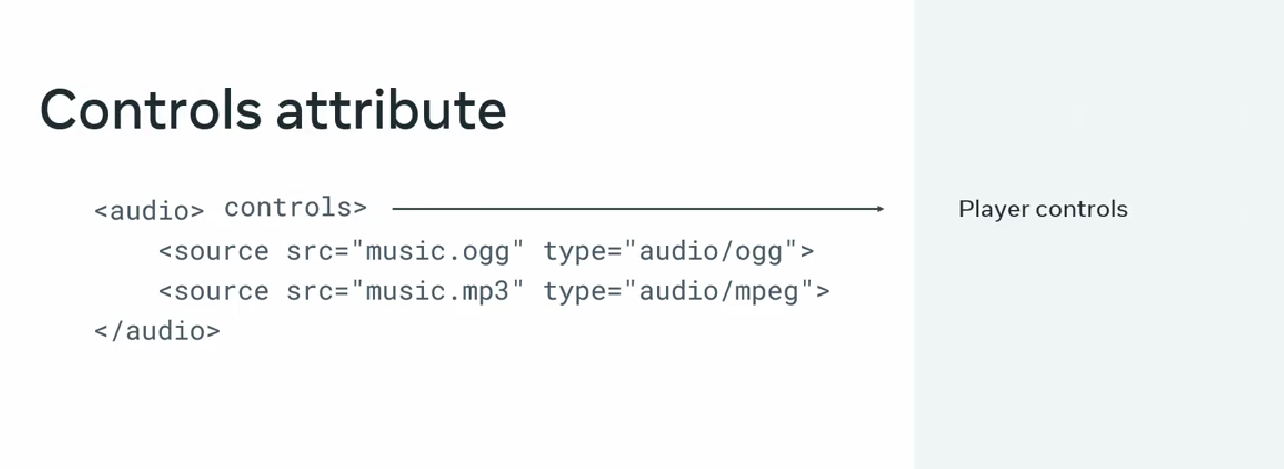 Controls attribute
<audio> controls>
<source src="music.ogg" type="audio/ogg">
<source src="music.mp3" type="audio/mpeg">
</audio>
Player controls